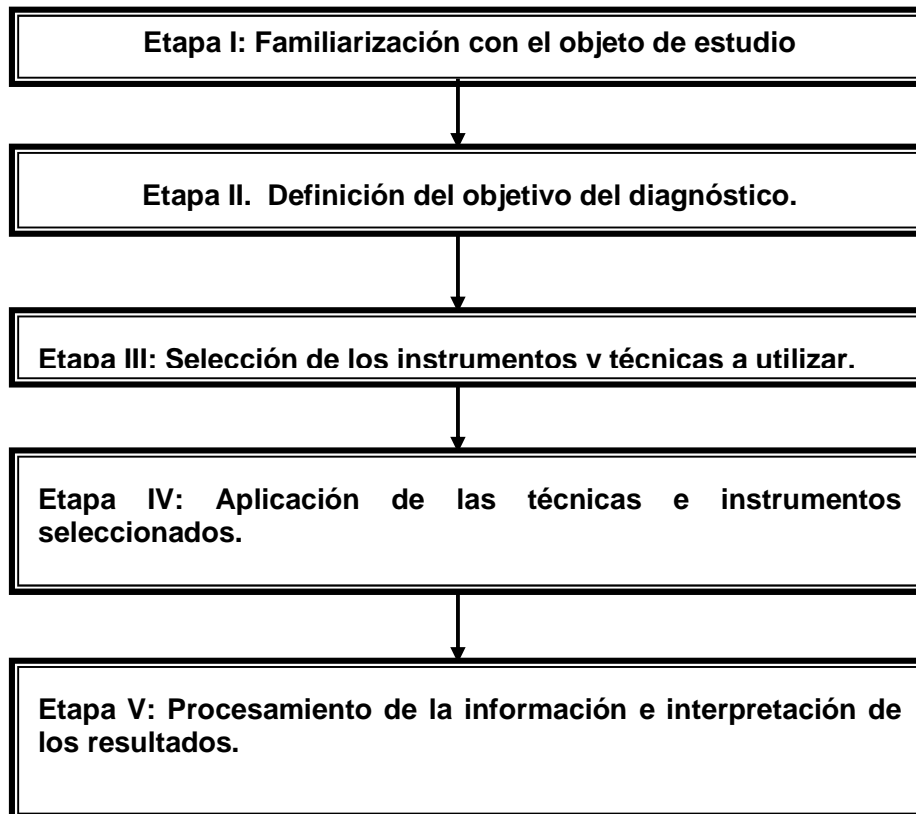 Etapa I: Familiarización con el objeto de estudio
Etapa II. Definición del objetivo del diagnóstico.
Etapa III: Selección de los instrumentos y técnicas a utilizar.
Etapa IV: Aplicación de las técnicas e instrumentos
seleccionados.
Etapa V: Procesamiento de la información e interpretación de
los resultados.